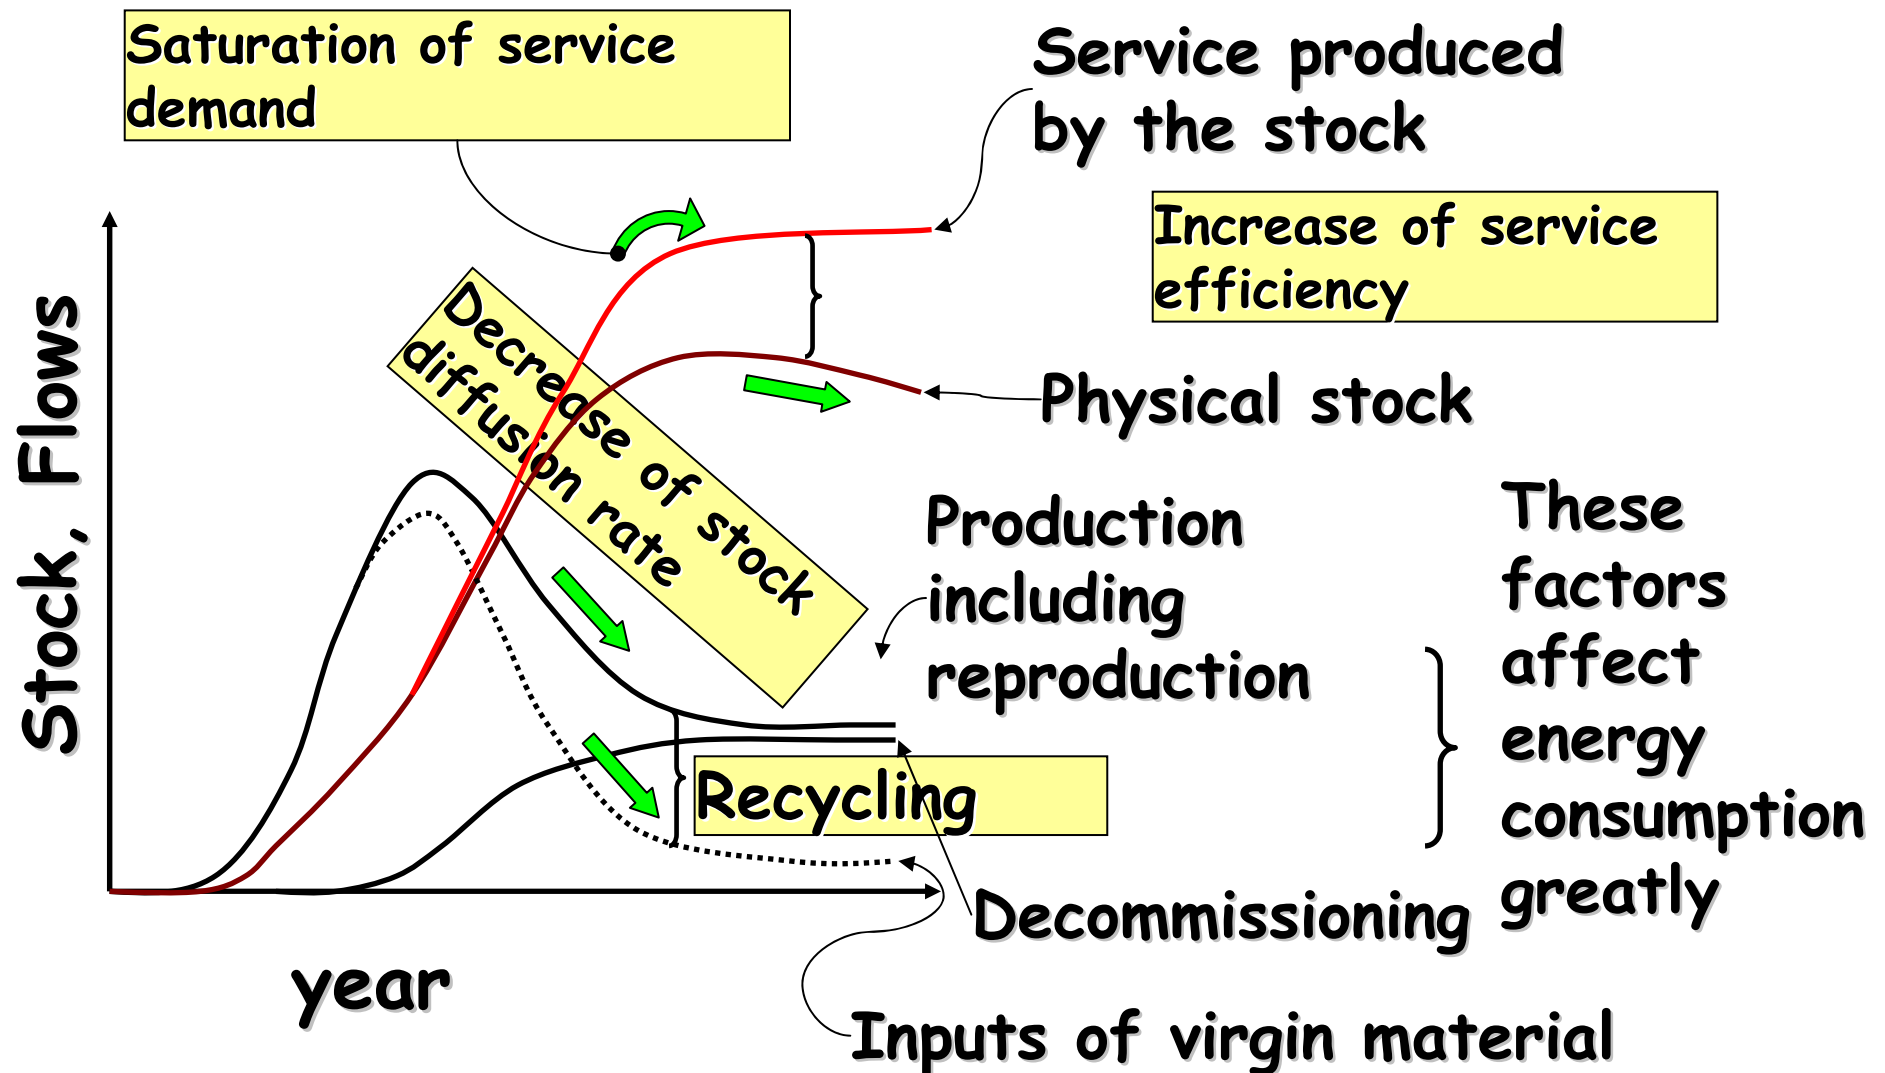 Saturation of service
demand
Service produced
by the stock
Increase of service
efficiency
Stock, Flows
Decrease of stock
diffusion rate
Physical stock
Production
including
reproduction
These
factors
affect
energy
consumption
greatly
Recycling
Decommissioning
year
Inputs of virgin material